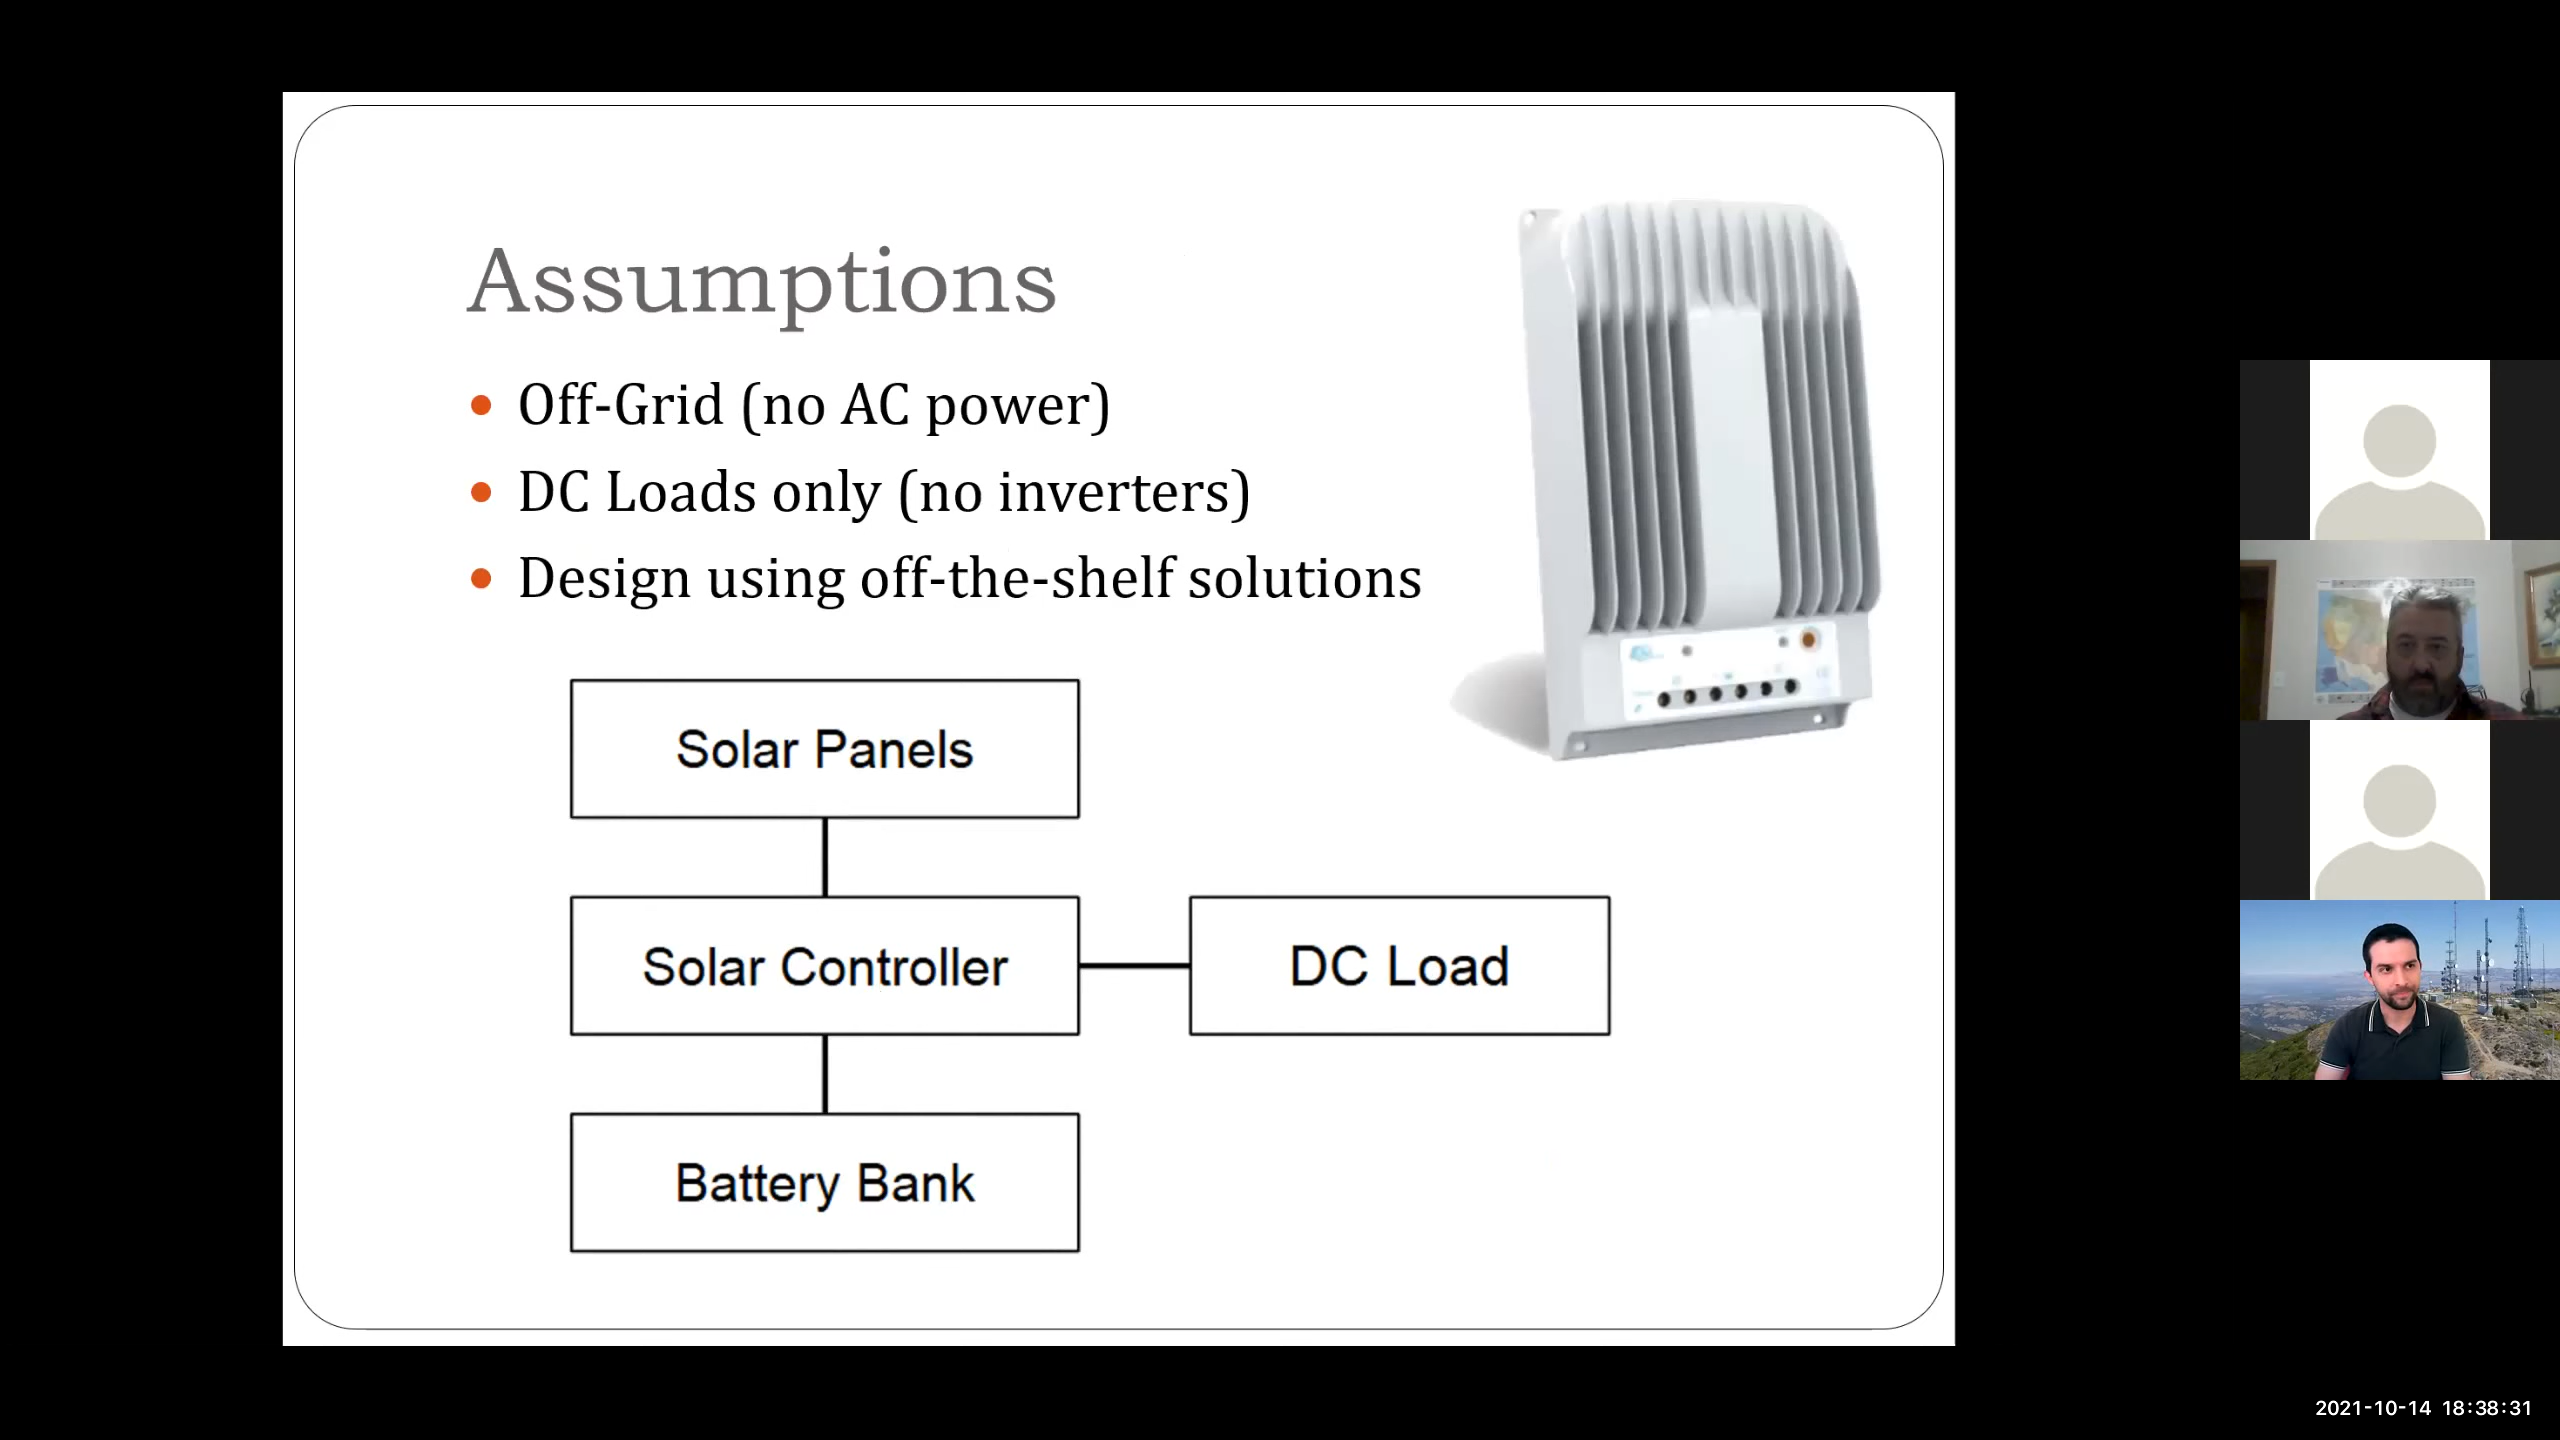 Assumptions
Off-Grid (no AC power)
DC Loads only (no inverters)
Design using off-the-shelf solutions
Solar Panels
Solar Controller
DC Load
Battery Bank
2021-10-14 18:38:31